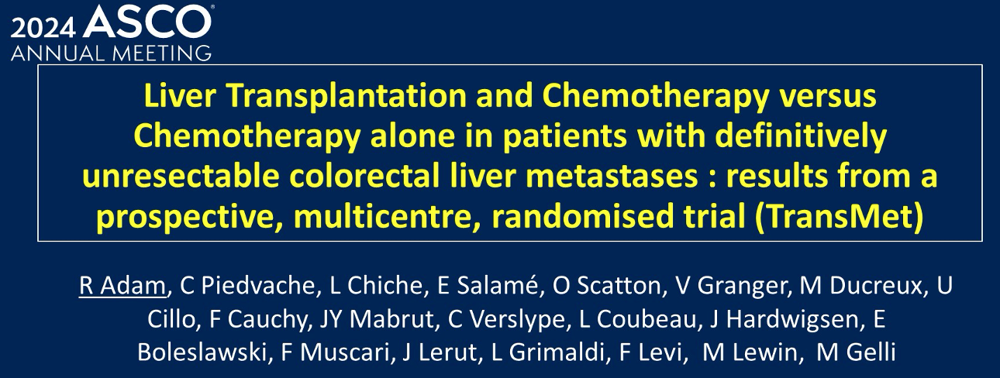 2024 ASCO®
ANNUAL MEETING
Liver Transplantation and Chemotherapy versus
Chemotherapy alone in patients with definitively
unresectable colorectal liver metastases : results from a
prospective, multicentre, randomised trial (TransMet)
R Adam, C Piedvache, L Chiche, E Salamé, O Scatton, V Granger, M Ducreux, U
Cillo, F Cauchy, JY Mabrut, C Verslype, L Coubeau, J Hardwigsen, E
Boleslawski, F Muscari, J Lerut, L Grimaldi, F Levi, M Lewin, M Gelli